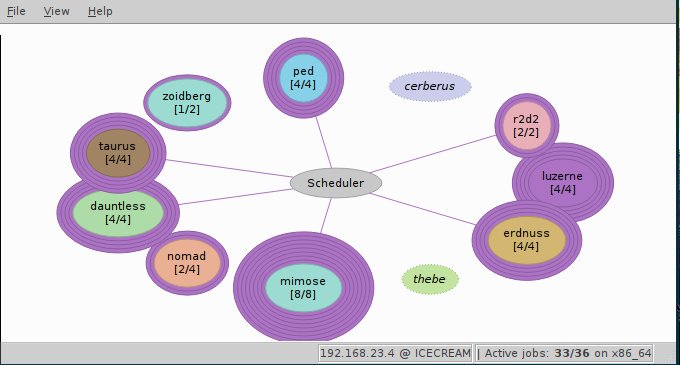 File View Help
ped
[4/4]
cerberus
zoidberg
[1/2]
r2d2
[2/2]
taurus
[4/4]
Scheduler
luzerne
[4/4]
dauntless
[4/4]
erdnuss
[4/4]
nomad
[2/4]
mimose
[8/8]
thebe
192.168.23.4 @ ICECREAM
Active jobs: 33/36 on x86_64